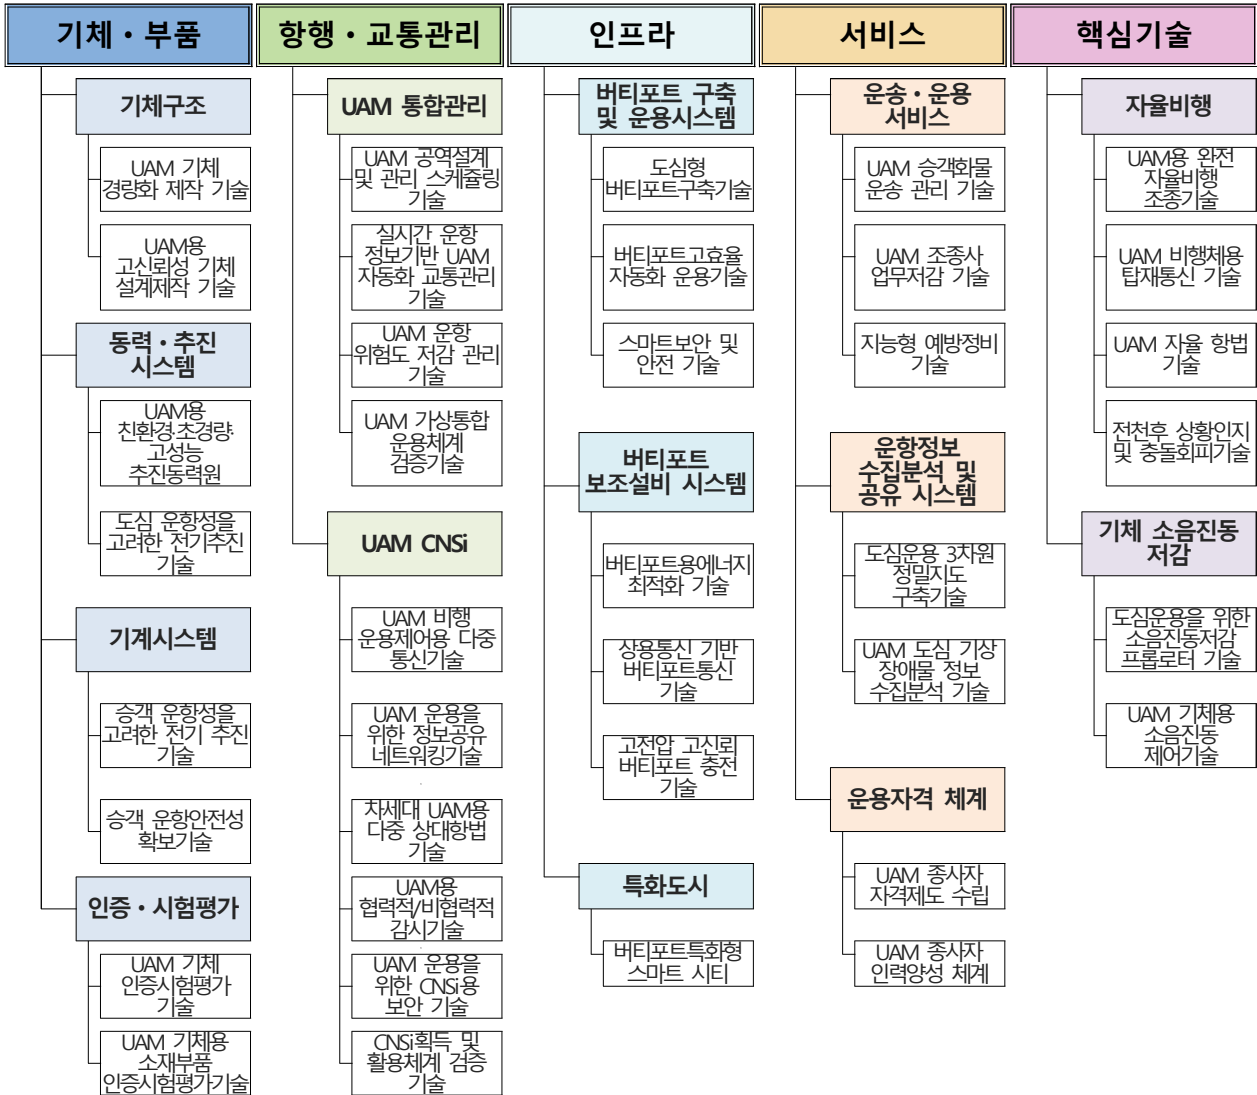 기체・부품
항행・교통관리
인프라
서비스
핵심기술
기체구조
UAM 기체
경량화 제작 기술
UAM용
고신뢰성 기체
설계제작 기술
동력・추진
시스템
UAM용
친환경·초경량·
고성능
추진동력원
도심 운항성을
고려한 전기추진
기술
기계시스템
승객 운항성을
고려한 전기 추진
기술
승객 운항안전성
확보기술
인증・시험평가
UAM 기체
인증시험평가
기술
UAM 기체용
소재부품
인증시험평가기술
UAM 통합관리
UAM 공역설계
및 관리 스케쥴링
기술
실시간 운항
정보기반 UAM
자동화 교통관리
기술
UAM 운항
위험도 저감 관리
기술
UAM 가상통합
운용체계
검증기술
UAM CNSi
UAM 비행
운용제어용 다중
통신기술
UAM 운용을
위한 정보공유
네트워킹기술
차세대 UAM용
다중 상대항법
기술
UAM용
협력적/비협력적
감시기술
UAM 운용을
위한 CNSi용
보안 기술
CNSi획득 및
활용체계 검증
기술
버티포트 구축
및 운용시스템
도심형
버티포트구축기술
버티포트고효율
자동화 운용기술
스마트보안 및
안전 기술
버티포트
보조설비 시스템
버티포트용에너지
최적화 기술
상용통신 기반
버티포트통신
기술
고전압 고신뢰
버티포트 충전
기술
특화도시
버티포트특화형
스마트 시티
운송・운용
서비스
UAM 승객화물
운송 관리 기술
UAM 조종사
업무저감 기술
지능형 예방정비
기술
운항정보
수집분석 및
공유 시스템
도심운용 3차원
정밀지도
구축기술
UAM 도심 기상
장애물 정보
수집분석 기술
운용자격 체계
UAM 종사자
자격제도 수립
UAM 종사자
인력양성 체계
자율비행
UAM용 완전
자율비행
조종기술
UAM 비행체용
탑재통신 기술
UAM 자율 항법
기술
전천후 상황인지
및 충돌회피기술
기체 소음진동
저감
도심운용을 위한
소음진동저감
프롭로터 기술
UAM 기체용
소음진동
제어기술